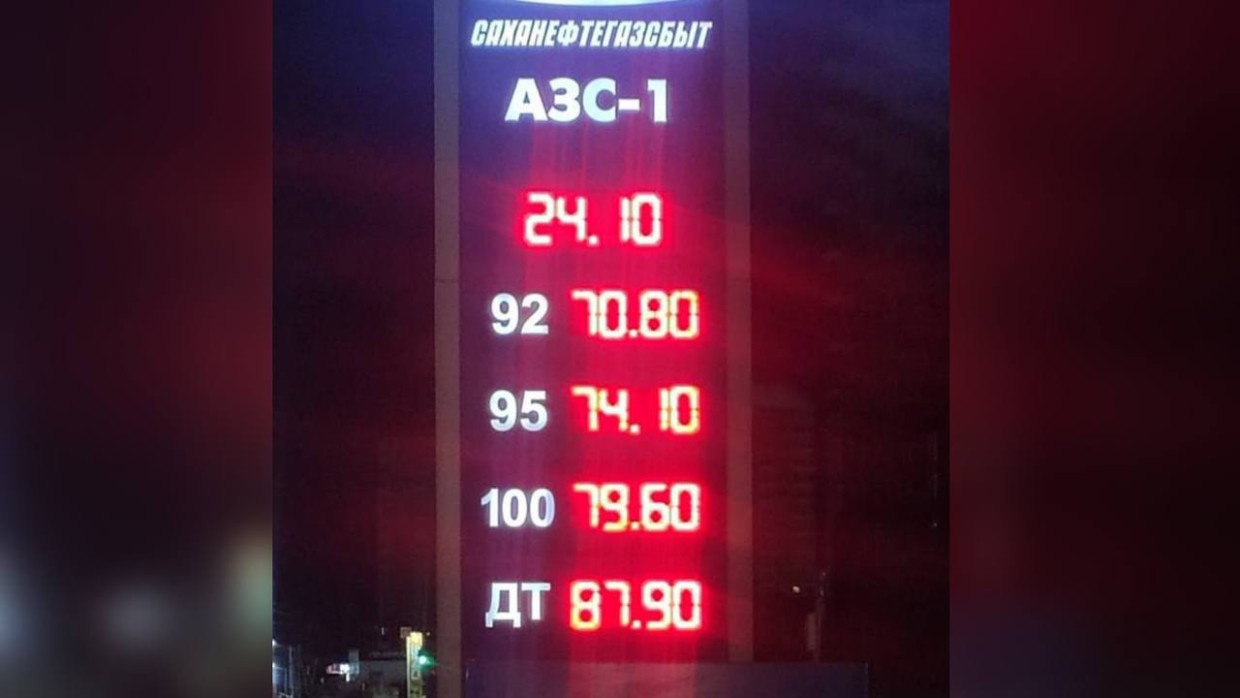 САХАНЕФТЕГАЗСБЫТ
АЗС-1
24.10
92 70.80
95 74.10
100 79.60
ДТ 87.90